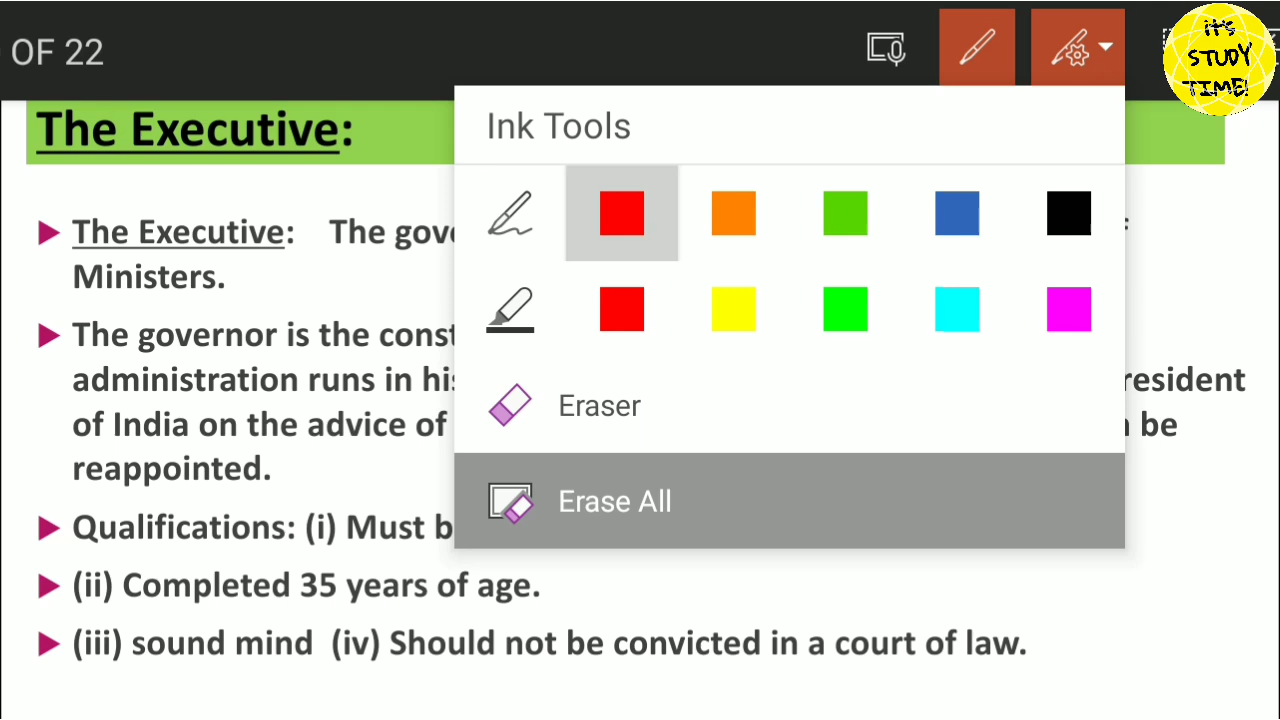 OF 22
it's
STUDY
TIME!
Ink Tools
Eraser
Erase All
The Executive:
The Executive: The gov
Ministers.
The governor is the const
administration runs in his resident
of India on the advice of be
reappointed.
Qualifications: (i) Must b
(ii) Completed 35 years of age.
(iii) sound mind (iv) Should not be convicted in a court of law.